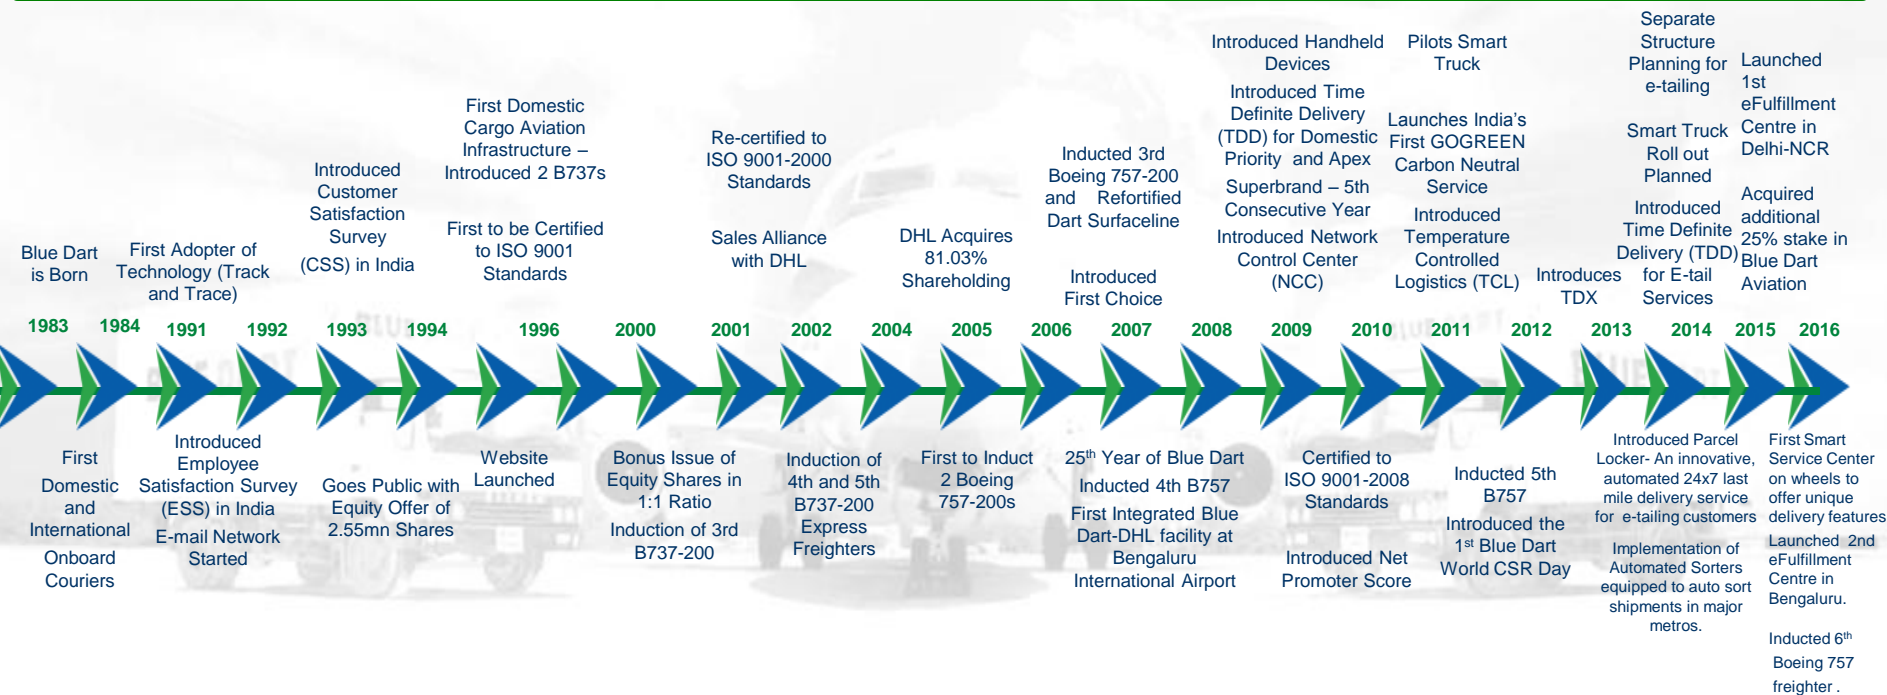 Blue Dart
is Born
First Adopter of
Technology (Track
and Trace)
Introduced
Customer
Satisfaction
Survey
(CSS) in India
First Domestic
Cargo Aviation
Infrastructure –
Introduced 2 B737s
First to be Certified
to ISO 9001
Standards
Re-certified to
ISO 9001-2000
Standards
Sales Alliance
with DHL
DHL Acquires
81.03%
Shareholding
Inducted 3rd
Boeing 757-200
and Refortified
Dart Surfaceline
Introduced
First Choice
Introduced Handheld
Devices
Introduced Time
Definite Delivery
(TDD) for Domestic
Priority and Apex
Superbrand – 5th
Consecutive Year
Introduced Network
Control Center
(NCC)
Pilots Smart
Truck
Launches India's
First GOGREEN
Carbon Neutral
Service
Introduced
Temperature
Controlled
Logistics (TCL)
Introduces
TDX
Separate
Structure
Planning for
e-tailing
Smart Truck
Roll out
Planned
Introduced
Time Definite
Delivery (TDD)
for E-tail
Services
Launched
1st
eFulfillment
Centre in
Delhi-NCR
Acquired
additional
25% stake in
Blue Dart
Aviation
1983 1984 1991 1992 1993 1994 1996 2000 2001 2002 2004 2005 2006 2007 2008 2009 2010 2011 2012 2013 2014 2015 2016
First
Domestic
and
International
Onboard
Couriers
Introduced
Employee
Satisfaction Survey
(ESS) in India
E-mail Network
Started
Goes Public with
Equity Offer of
2.55mn Shares
Website
Launched
Bonus Issue of
Equity Shares in
1:1 Ratio
Induction of 3rd
B737-200
Induction of
4th and 5th
B737-200
Express
Freighters
First to Induct
2 Boeing
757-200s
25th Year of Blue Dart
Inducted 4th B757
First Integrated Blue
Dart-DHL facility at
Bengaluru
International Airport
Certified to
ISO 9001-2008
Standards
Introduced Net
Promoter Score
Inducted 5th
B757
Introduced the
1st Blue Dart
World CSR Day
Introduced Parcel
Locker- An innovative,
automated 24x7 last
mile delivery service
for e-tailing customers
Implementation of
Automated Sorters
equipped to auto sort
shipments in major
metros.
First Smart
Service Center
on wheels to
offer unique
delivery features
Launched 2nd
eFulfillment
Centre in
Bengaluru.
Inducted 6th
Boeing 757
freighter .